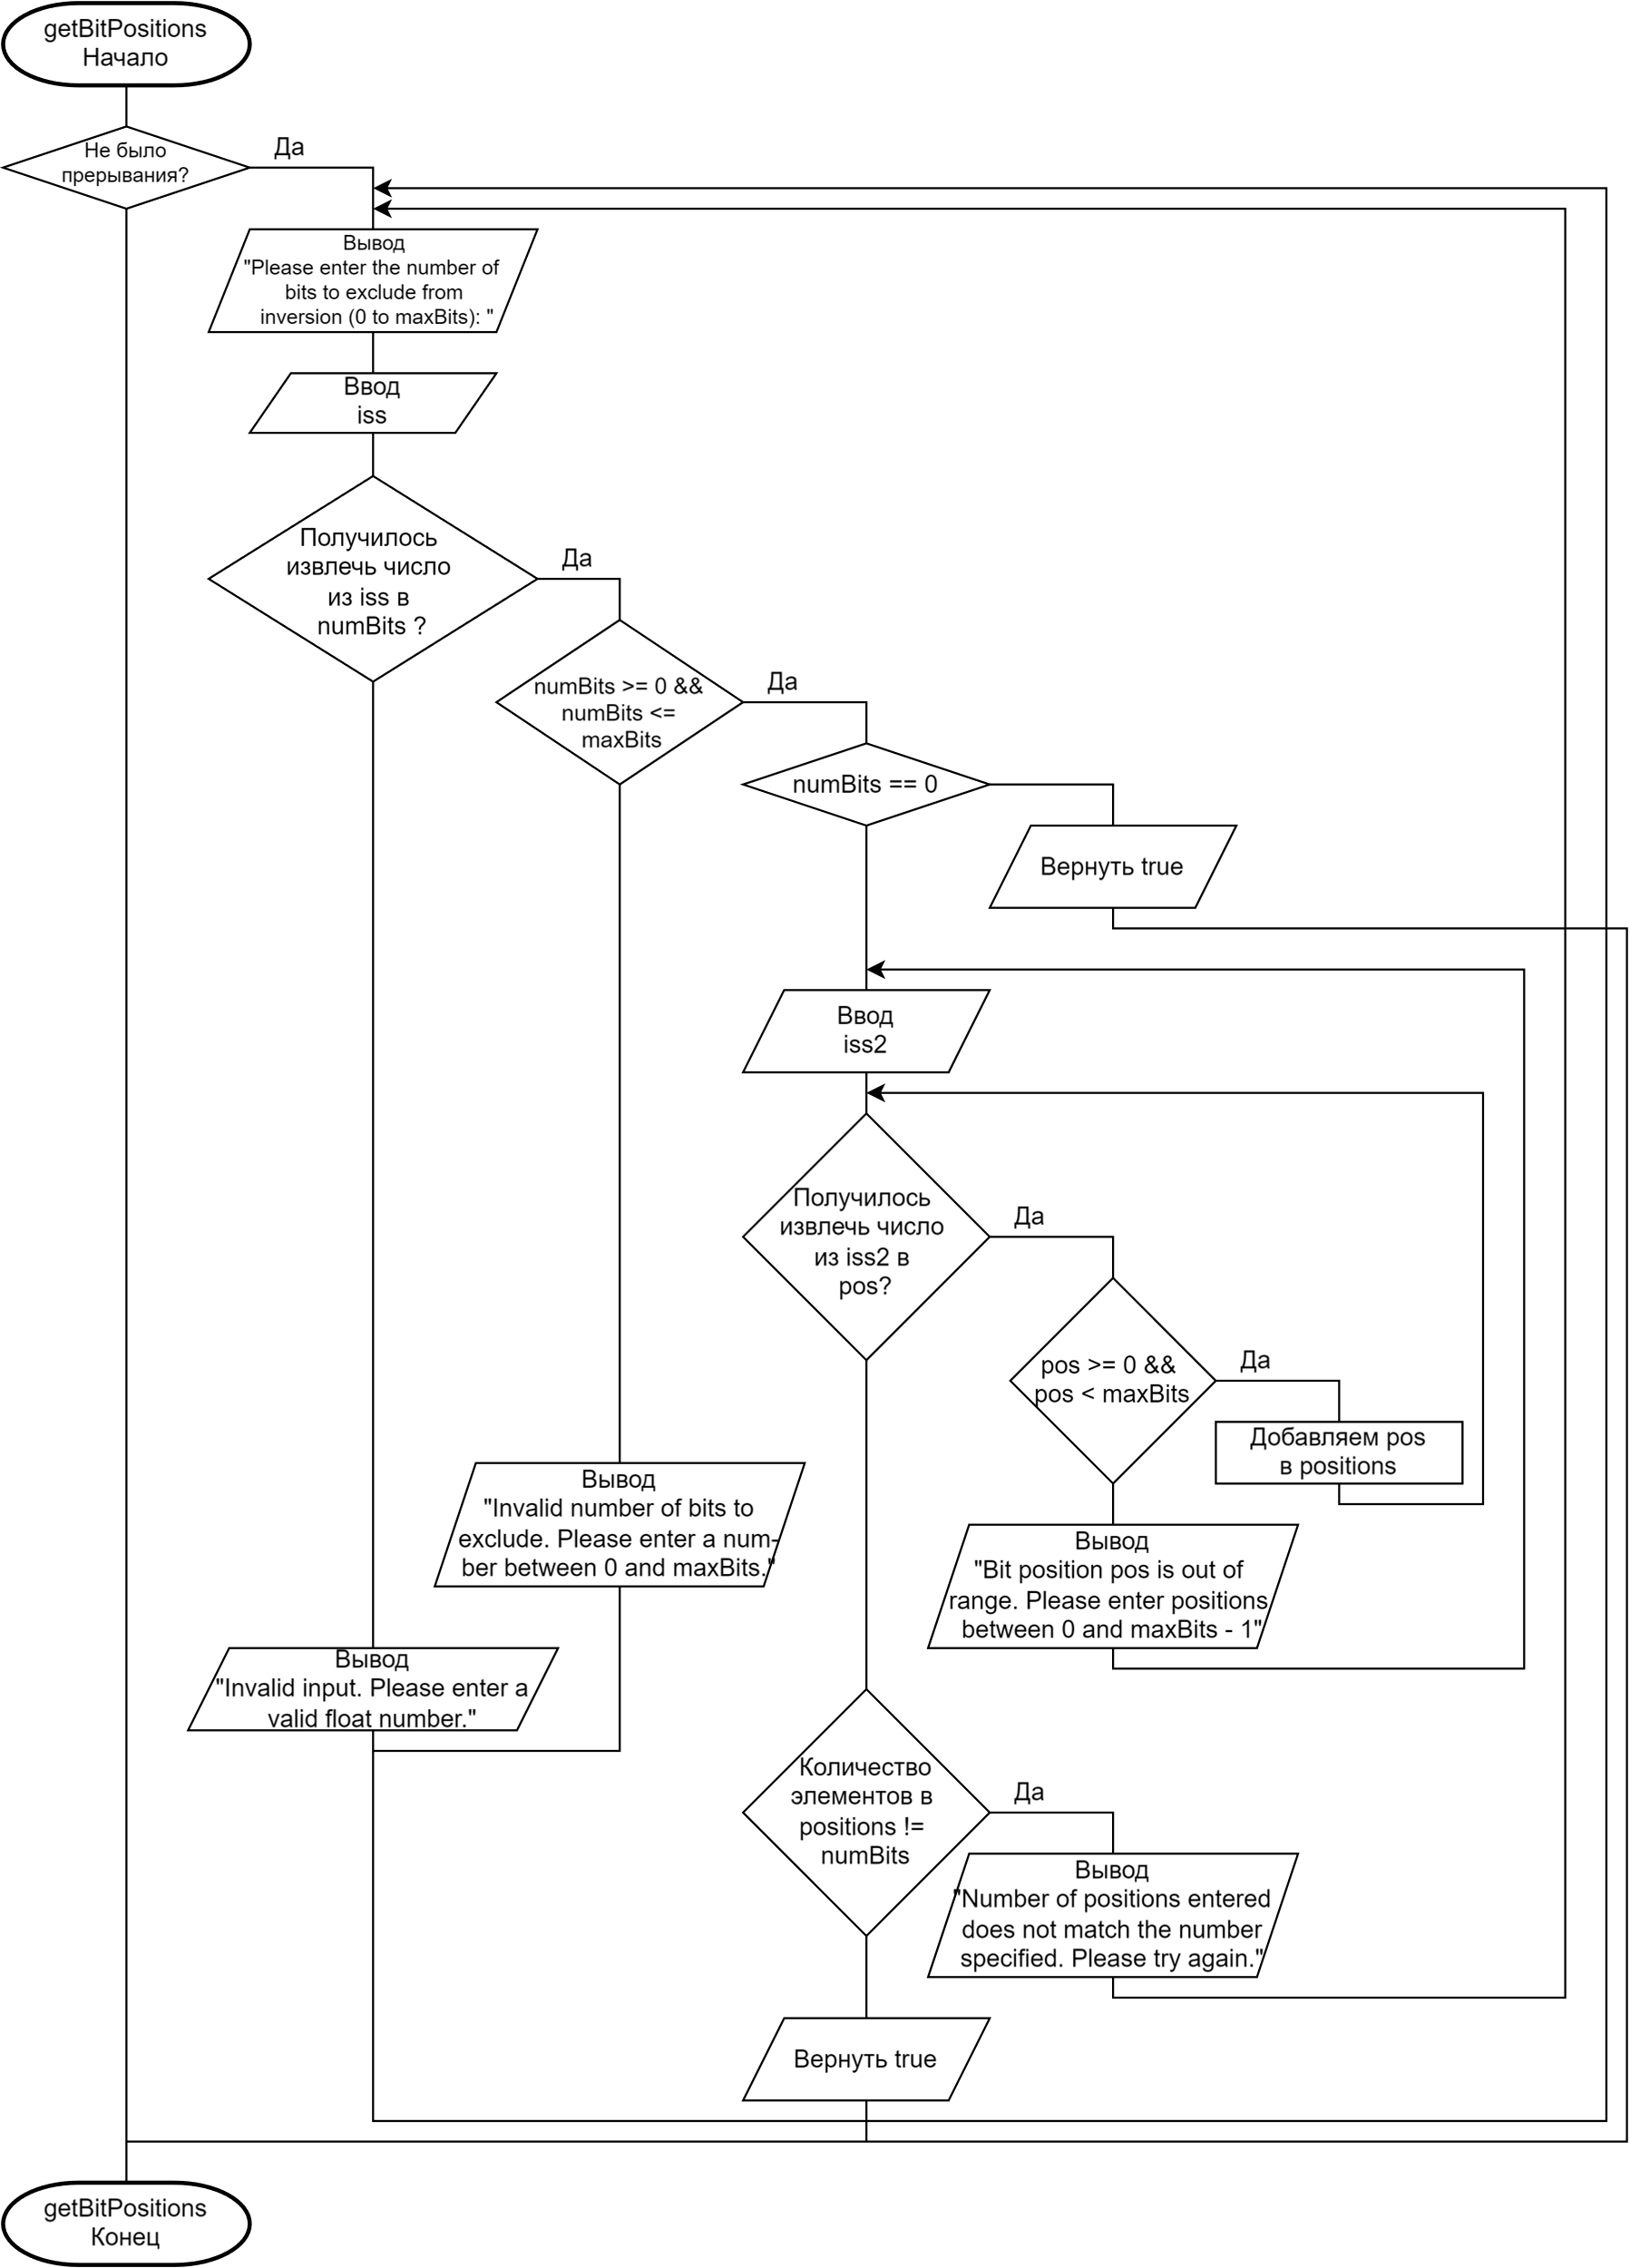 getBitPositions
Начало
Не было
прерывания?
Да
Вывод
"Please enter the number of
bits to exclude from
inversion (0 to maxBits): "
Ввод
iss
Получилось
извлечь число
из iss в
numBits ?
Да
numBits >= 0 &&
numBits <=
maxBits
Да
numBits == 0
Вернуть true
Ввод
iss2
Получилось
извлечь число
из iss2 в
pos?
Да
pos >= 0 &&
pos < maxBits
Да
Добавляем pos
в positions
Вывод
"Invalid number of bits to
exclude. Please enter a num-
ber between 0 and maxBits."
Вывод
"Bit position pos is out of
range. Please enter positions
between 0 and maxBits - 1"
Вывод
"Invalid input. Please enter a
valid float number."
Количество
элементов в
positions !=
numBits
Да
Вывод
"Number of positions entered
does not match the number
specified. Please try again."
Вернуть true
getBitPositions
Конец